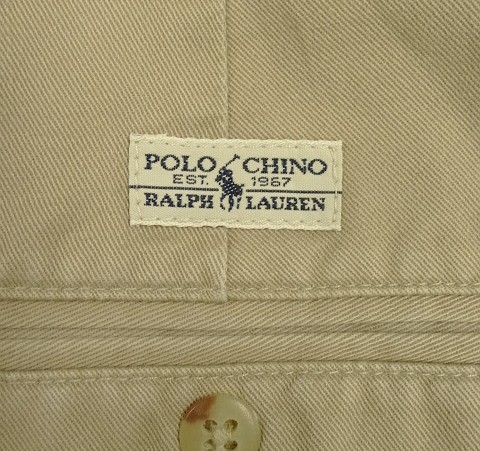 POLO CHINO
EST. 1967
RALPH LAUREN